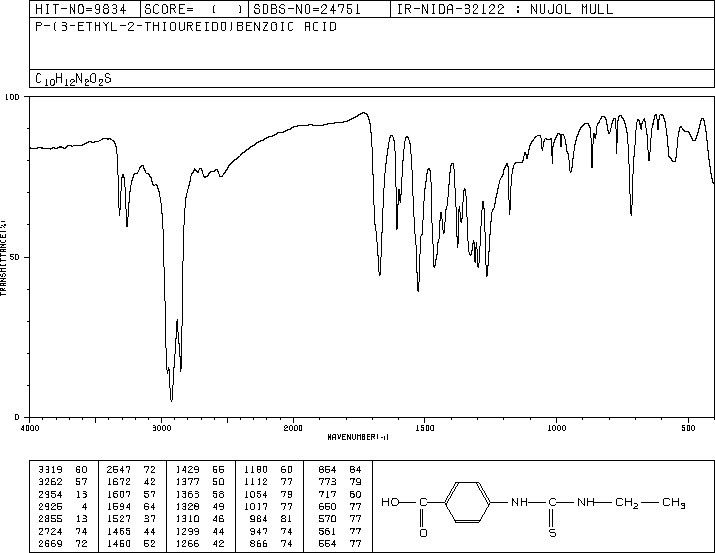 HIT-NO=9834 SCORE= ( ) SDBS-NO=24751 IR-NIDA-32122 : NUJOL MULL
P-(3-ETHYL-2-THIOUREIDO)BENZOIC ACID
C10H12N2O2S
100
50
0
TRANSMITTANCE(%)
4000 3000 2000 1500 1000 500
WAVENUMBER(-1)
3319 60 2547 72 1429 55 1180 60 864 84
3262 57 1672 42 1377 50 1112 77 773 79
2954 13 1607 57 1363 58 1054 79 717 60
2925 4 1594 64 1328 49 1017 77 650 77
2855 13 1527 37 1310 46 984 81 570 77
2724 74 1465 44 1299 44 947 74 561 77
2669 72 1460 52 1266 42 866 74 554 77
HO C NH C NH CH2 CH3
O S